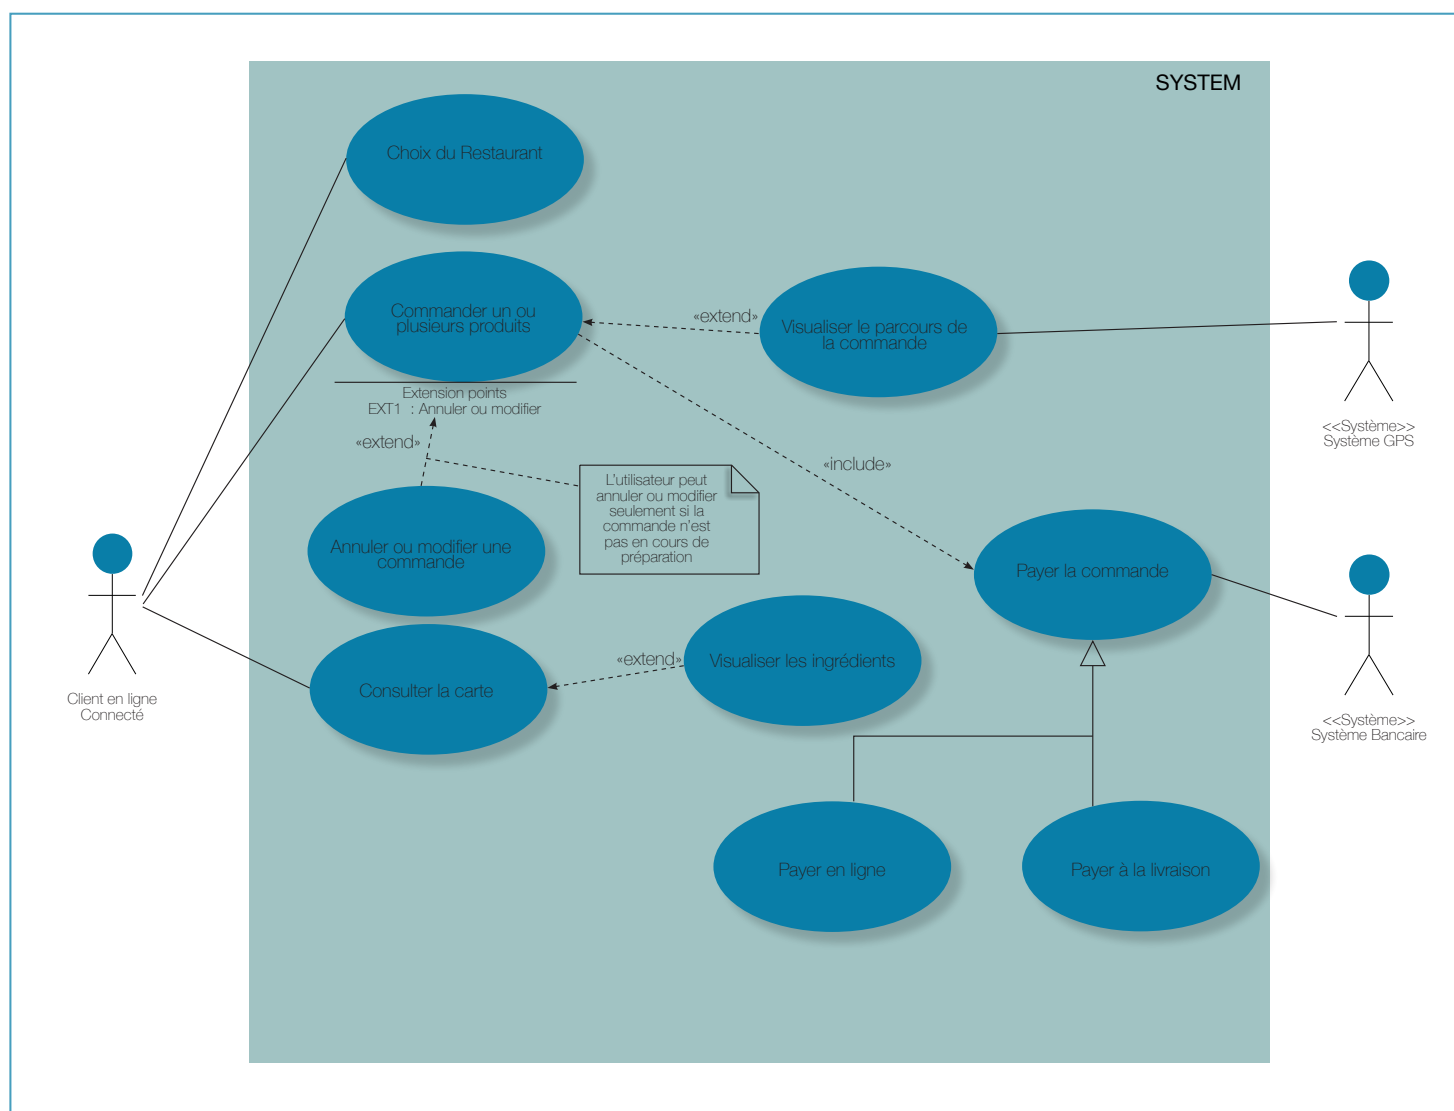 SYSTEM
Choix du Restaurant
Commander un ou
plusieurs produits
Extension points
EXT1 : Annuler ou modifier
«extend»
Visualiser le parcours de
la commande
<<Système>>
Système GPS
«extend»
L'utilisateur peut
annuler ou modifier
seulement si la
commande n'est
pas en cours de
préparation
«include»
Annuler ou modifier une
commande
Payer la commande
Client en ligne
Connecté
Consulter la carte
«extend»
Visualiser les ingrédients
<<Système>>
Système Bancaire
Payer en ligne
Payer à la livraison